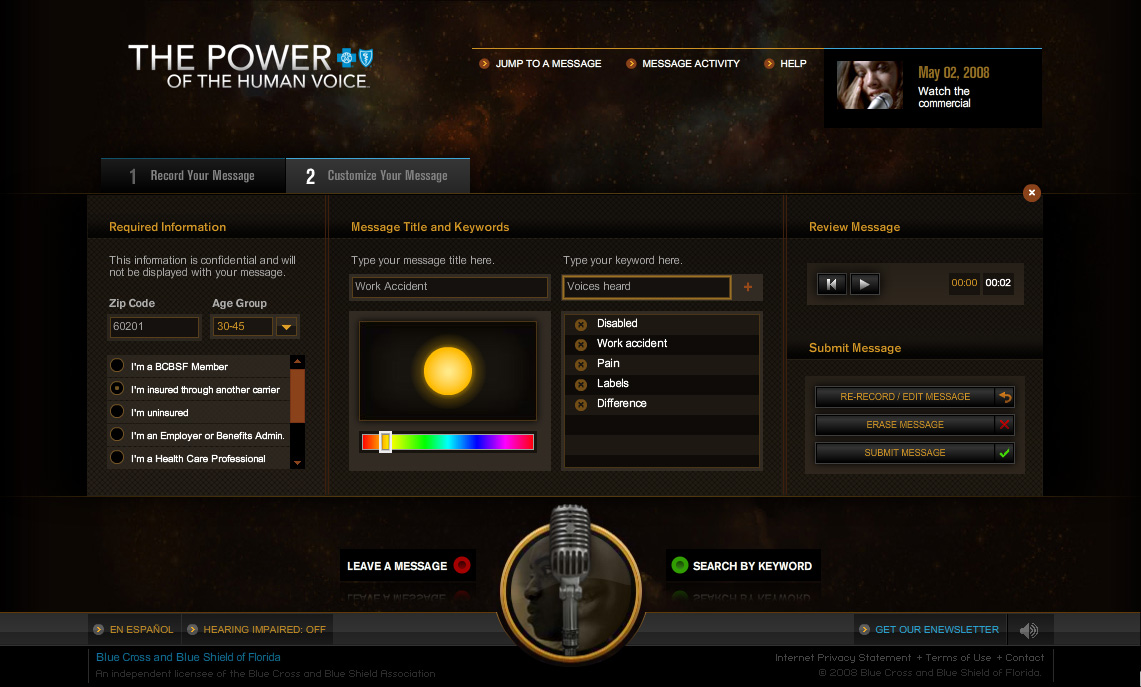 THE POWER
OF THE HUMAN VOICE
JUMP TO A MESSAGE
MESSAGE ACTIVITY
HELP
May 02, 2008
Watch the
commercial
1 Record Your Message
2 Customize Your Message
Required Information
This information is confidential and will
not be displayed with your message.
Zip Code
Age Group
60201
30-45
I'm a BCBSF Member
I'm insured through another carrier
I'm uninsured
I'm an Employer or Benefits Admin.
I'm a Health Care Professional
Message Title and Keywords
Type your message title here.
Type your keyword here.
Work Accident
Voices heard
+
Disabled
Work accident
Pain
Labels
Difference
Review Message
00:00
00:02
Submit Message
RE-RECORD / EDIT MESSAGE
ERASE MESSAGE
SUBMIT MESSAGE
LEAVE A MESSAGE
SEARCH BY KEYWORD
EN ESPAÑOL
HEARING IMPAIRED: OFF
GET OUR ENEWSLETTER
Blue Cross and Blue Shield of Florida
An independent licensee of the Blue Cross and Blue Shield Association
Internet Privacy Statement + Terms of Use + Contact
© 2008 Blue Cross and Blue Shield of Florida.